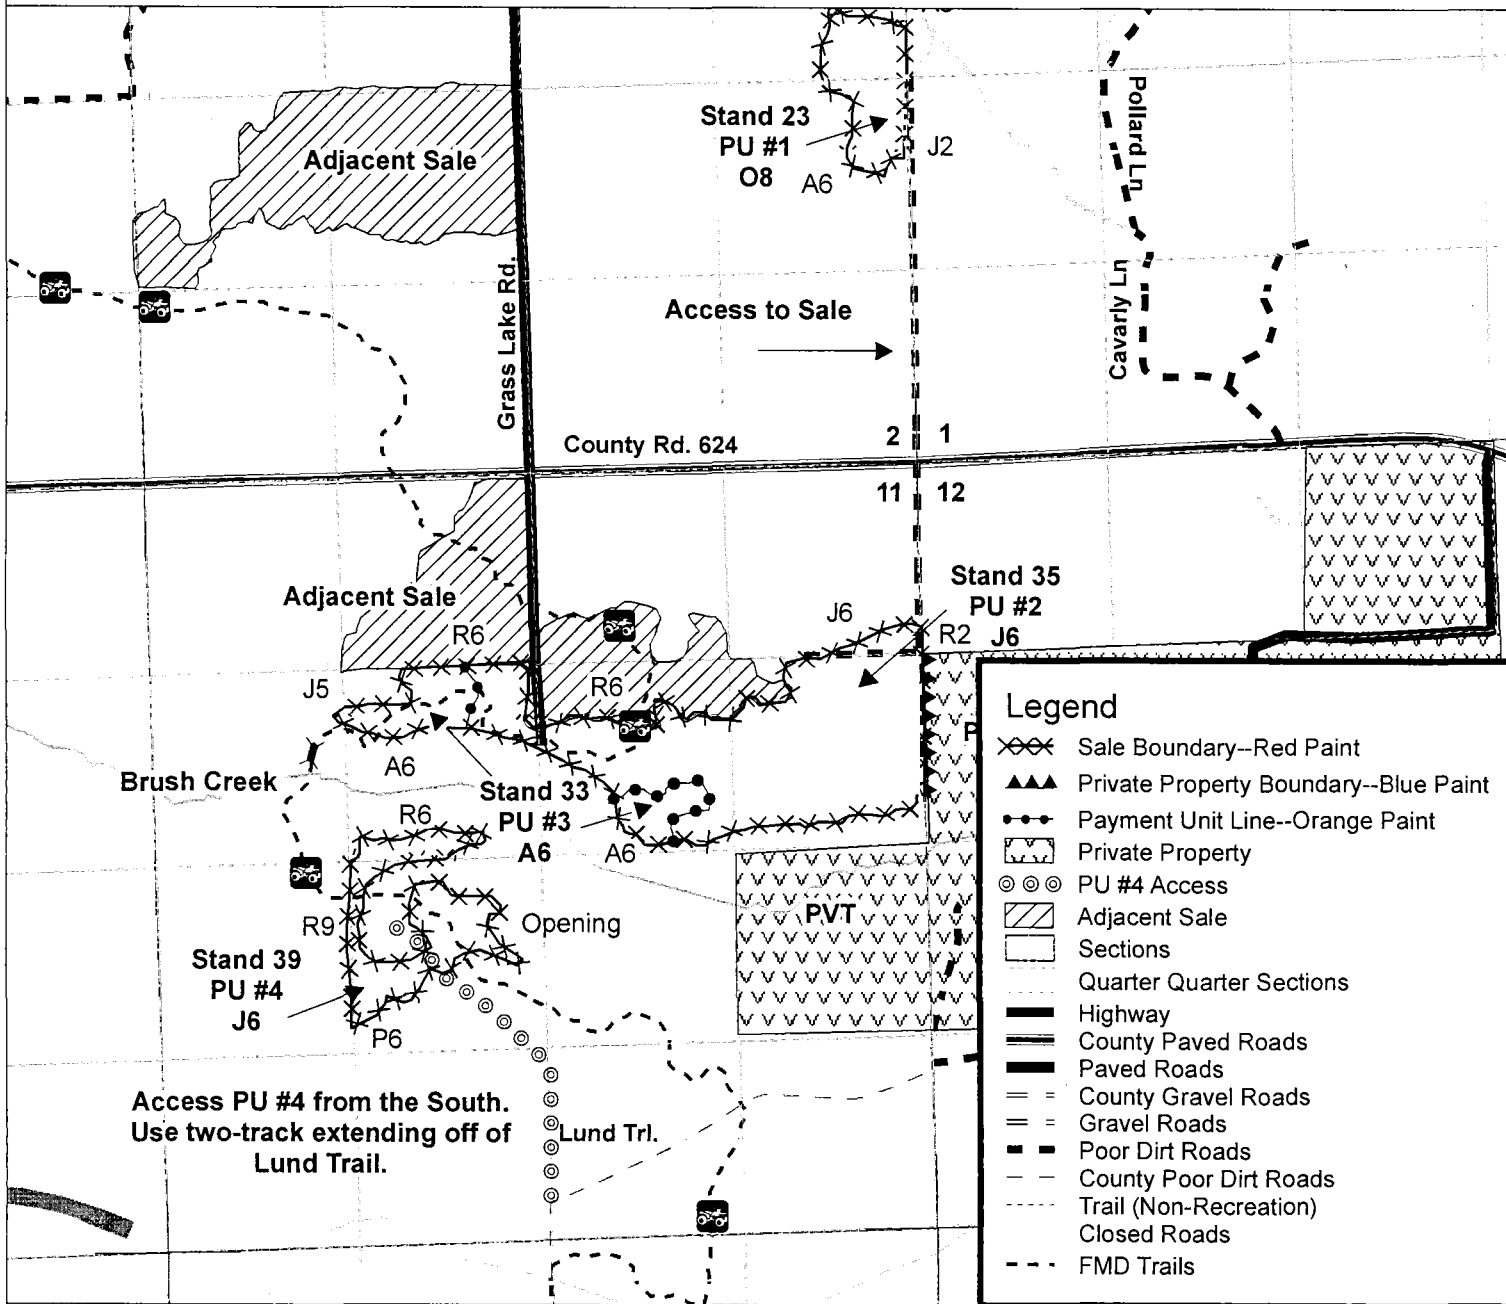 Stand 23
PU #1
O8
J2
A6
Adjacent Sale
Pollard Ln
Cavarly Ln
Grass Lake Rd.
Access to Sale
County Rd. 624
2
1
11
12
Stand 35
PU #2
J6
J6
R2
Adjacent Sale
R6
R6
J5
A6
Brush Creek
Stand 33
PU #3
A6
A6
R6
R9
Opening
PVT
Stand 39
PU #4
J6
P6
Access PU #4 from the South.
Use two-track extending off of
Lund Trail.
Lund Trl.
P
Legend
Sale Boundary--Red Paint
Private Property Boundary--Blue Paint
Payment Unit Line--Orange Paint
Private Property
PU #4 Access
Adjacent Sale
Sections
Quarter Quarter Sections
Highway
County Paved Roads
Paved Roads
County Gravel Roads
Gravel Roads
Poor Dirt Roads
County Poor Dirt Roads
Trail (Non-Recreation)
Closed Roads
FMD Trails